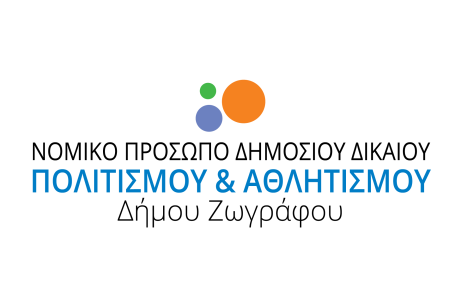 ΝΟΜΙΚΟ ΠΡΟΣΩΠΟ ΔΗΜΟΣΙΟΥ ΔΙΚΑΙΟΥ
ΠΟΛΙΤΙΣΜΟΥ & ΑΘΛΗΤΙΣΜΟΥ
Δήμου Ζωγράφου